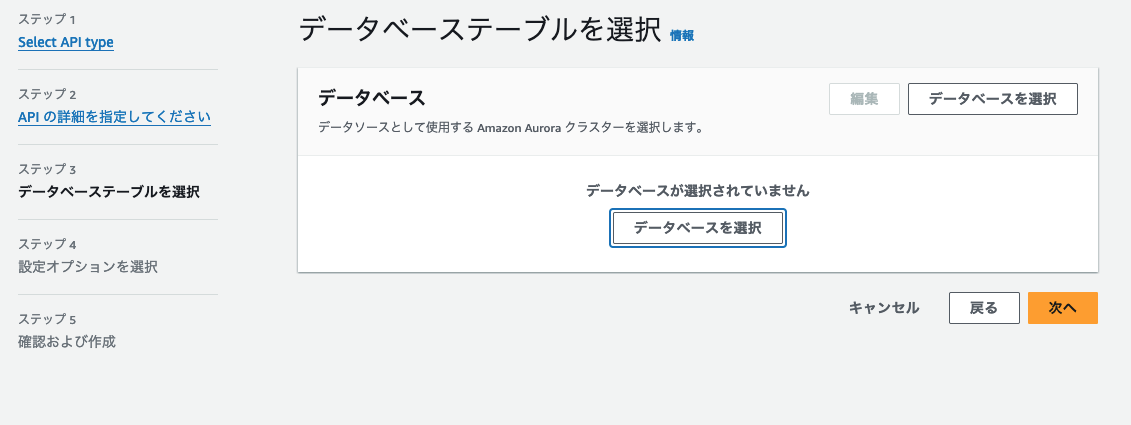 ステップ 1
Select API type
ステップ 2
API の詳細を指定してください
ステップ 3
データベーステーブルを選択
ステップ 4
設定オプションを選択
ステップ 5
確認および作成
データベーステーブルを選択 情報
データベース
編集
データベースを選択
データソースとして使用する Amazon Aurora クラスターを選択します。
データベースが選択されていません
データベースを選択
キャンセル
戻る
次へ